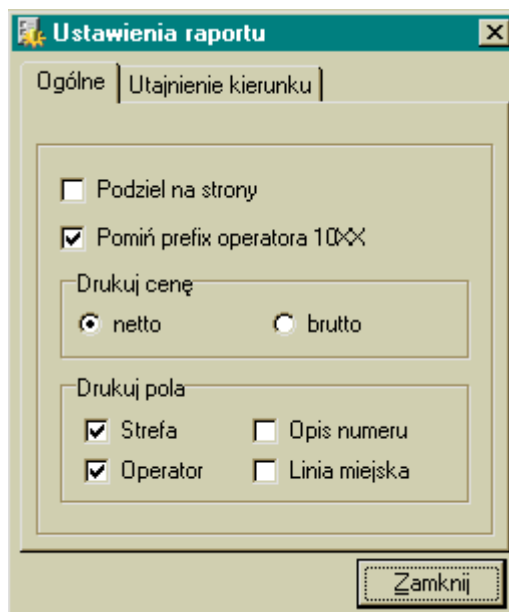 Ustawienia raportu
Ogólne Utajnienie kierunku
Podziel na strony
Pomiń prefix operatora 10XX
Drukuj cenę
netto brutto
Drukuj pola
Strefa Opis numeru
Operator Linia miejska
Zamknij